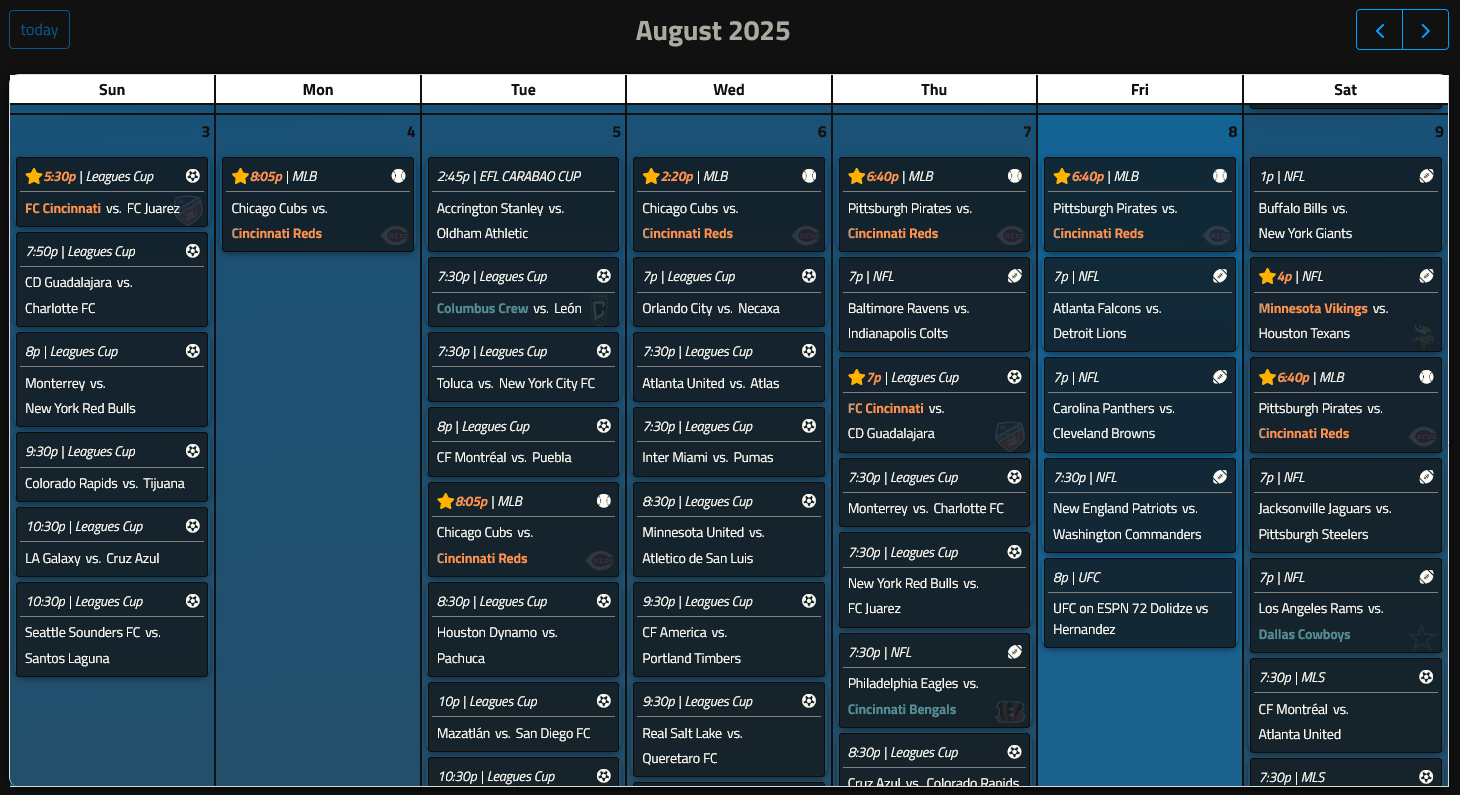 today
August 2025
Sun
Mon
Tue
Wed
Thu
Fri
Sat
3
5:30p | Leagues Cup
FC Cincinnati vs. FC Juarez
7:50p | Leagues Cup
CD Guadalajara vs.
Charlotte FC
8p | Leagues Cup
Monterrey vs.
New York Red Bulls
9:30p | Leagues Cup
Colorado Rapids vs. Tijuana
10:30p | Leagues Cup
LA Galaxy vs. Cruz Azul
10:30p | Leagues Cup
Seattle Sounders FC vs.
Santos Laguna
4
8:05p | MLB
Chicago Cubs vs.
Cincinnati Reds
5
2:45p | EFL CARABAO CUP
Accrington Stanley vs.
Oldham Athletic
7:30p | Leagues Cup
Columbus Crew vs. León
7:30p | Leagues Cup
Toluca vs. New York City FC
8p | Leagues Cup
CF Montréal vs. Puebla
8:05p | MLB
Chicago Cubs vs.
Cincinnati Reds
8:30p | Leagues Cup
Houston Dynamo vs.
Pachuca
10p | Leagues Cup
Mazatlán vs. San Diego FC
10:30p | Leagues Cup
6
2:20p | MLB
Chicago Cubs vs.
Cincinnati Reds
7p | Leagues Cup
Orlando City vs. Necaxa
7:30p | Leagues Cup
Atlanta United vs. Atlas
7:30p | Leagues Cup
Inter Miami vs. Pumas
8:30p | Leagues Cup
Minnesota United vs.
Atletico de San Luis
9:30p | Leagues Cup
CF America vs.
Portland Timbers
9:30p | Leagues Cup
Real Salt Lake vs.
Queretaro FC
7
6:40p | MLB
Pittsburgh Pirates vs.
Cincinnati Reds
7p | NFL
Baltimore Ravens vs.
Indianapolis Colts
7p | Leagues Cup
FC Cincinnati vs.
CD Guadalajara
7:30p | Leagues Cup
Monterrey vs. Charlotte FC
7:30p | Leagues Cup
New York Red Bulls vs.
FC Juarez
7:30p | NFL
Philadelphia Eagles vs.
Cincinnati Bengals
8:30p | Leagues Cup
Cruz Azul vs. Colorado Rapids
8
6:40p | MLB
Pittsburgh Pirates vs.
Cincinnati Reds
7p | NFL
Atlanta Falcons vs.
Detroit Lions
7p | NFL
Carolina Panthers vs.
Cleveland Browns
7:30p | NFL
New England Patriots vs.
Washington Commanders
8p | UFC
UFC on ESPN 72 Dolidze vs
Hernandez
9
1p | NFL
Buffalo Bills vs.
New York Giants
4p | NFL
Minnesota Vikings vs.
Houston Texans
6:40p | MLB
Pittsburgh Pirates vs.
Cincinnati Reds
7p | NFL
Jacksonville Jaguars vs.
Pittsburgh Steelers
7p | NFL
Los Angeles Rams vs.
Dallas Cowboys
7:30p | MLS
CF Montréal vs.
Atlanta United
7:30p | MLS